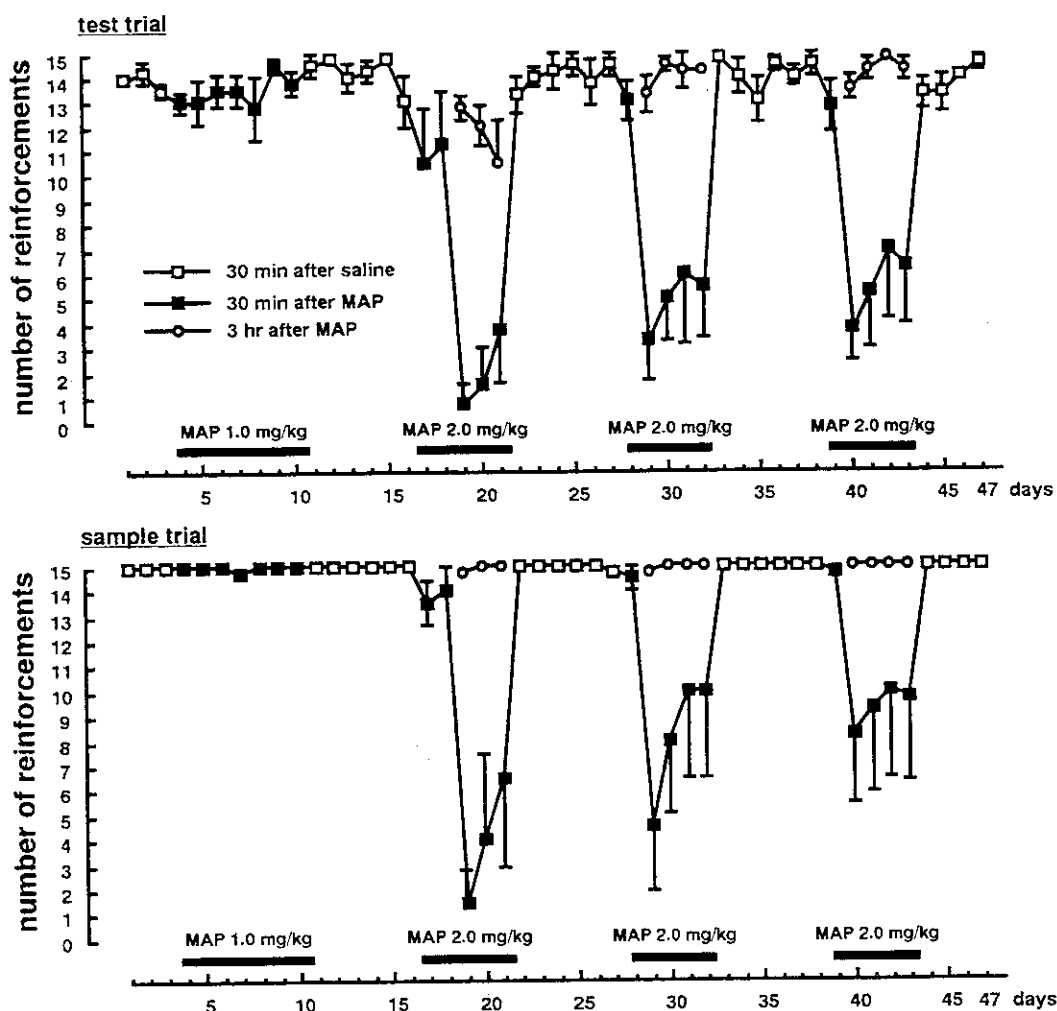 test trial
number of reinforcements
15
14
13
12
11
10
9
8
7
6
5
4
3
2
1
0
30 min after saline
30 min after MAP
3 hr after MAP
MAP 1.0 mg/kg
MAP 2.0 mg/kg
MAP 2.0 mg/kg
MAP 2.0 mg/kg
5 10 15 20 25 30 35 40 45 47 days
sample trial
number of reinforcements
15
14
13
12
11
10
9
8
7
6
5
4
3
2
1
0
MAP 1.0 mg/kg
MAP 2.0 mg/kg
MAP 2.0 mg/kg
MAP 2.0 mg/kg
5 10 15 20 25 30 35 40 45 47 days